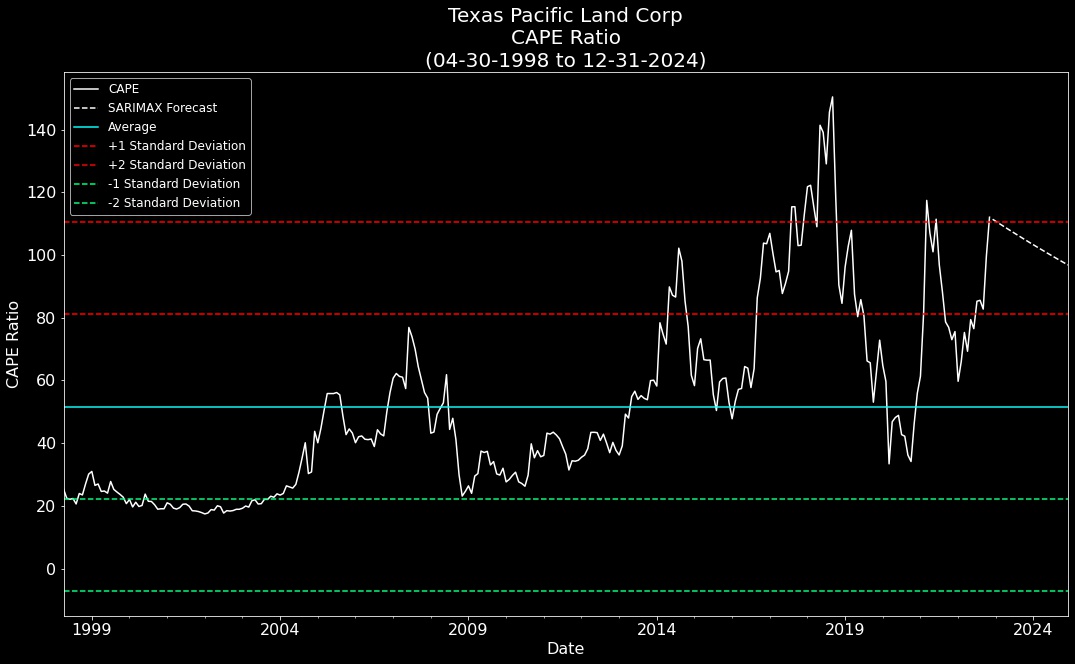 Texas Pacific Land Corp
CAPE Ratio
(04-30-1998 to 12-31-2024)
CAPE
SARIMAX Forecast
Average
+1 Standard Deviation
+2 Standard Deviation
-1 Standard Deviation
-2 Standard Deviation
CAPE Ratio
140
120
100
80
60
40
20
0
1999 2004 2009 2014 2019 2024
Date